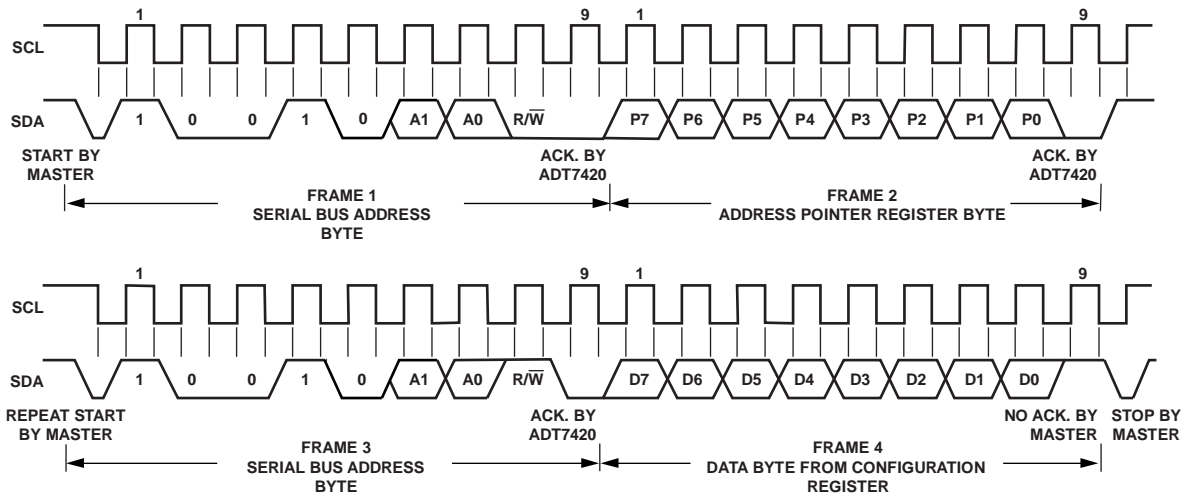 1 9 1 9
SCL
SDA 1 0 0 1 0 A1 A0 R/W̅ P7 P6 P5 P4 P3 P2 P1 P0
START BY
MASTER
ACK. BY
ADT7420
ACK. BY
ADT7420
FRAME 1
SERIAL BUS ADDRESS
BYTE
FRAME 2
ADDRESS POINTER REGISTER BYTE
1 9 1 9
SCL
SDA 1 0 0 1 0 A1 A0 R/W̅ D7 D6 D5 D4 D3 D2 D1 D0
REPEAT START
BY MASTER
ACK. BY
ADT7420
NO ACK. BY
MASTER
STOP BY
MASTER
FRAME 3
SERIAL BUS ADDRESS
BYTE
FRAME 4
DATA BYTE FROM CONFIGURATION
REGISTER